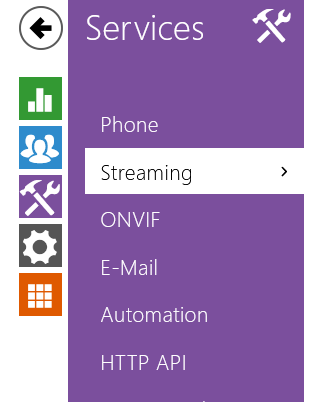 Services
Phone
Streaming
ONVIF
E-Mail
Automation
HTTP API